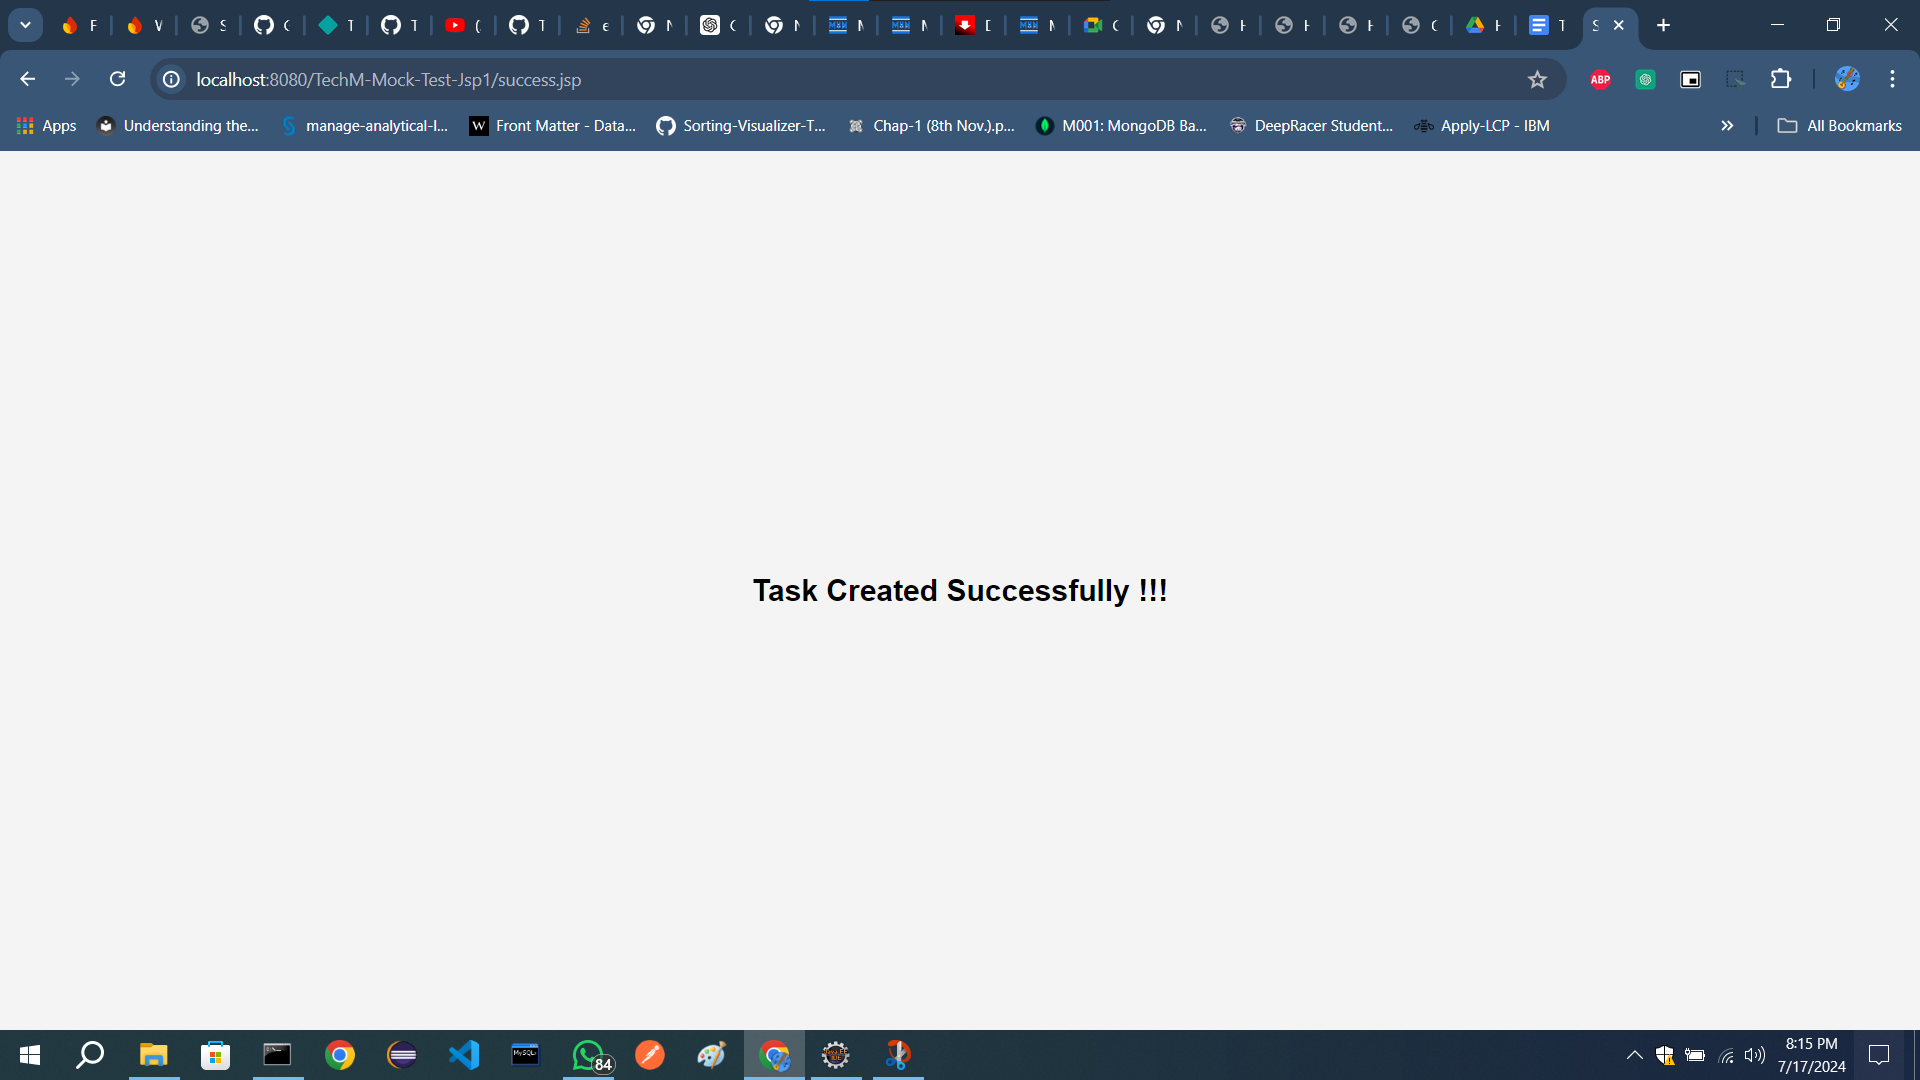 localhost:8080/TechM-Mock-Test-Jsp1/success.jsp
Apps Understanding the... manage-analytical-l... Front Matter - Data... Sorting-Visualizer-T... Chap-1 (8th Nov.).p... M001: MongoDB Ba... DeepRacer Student... Apply-LCP - IBM All Bookmarks
Task Created Successfully !!!
84
8:15 PM
7/17/2024